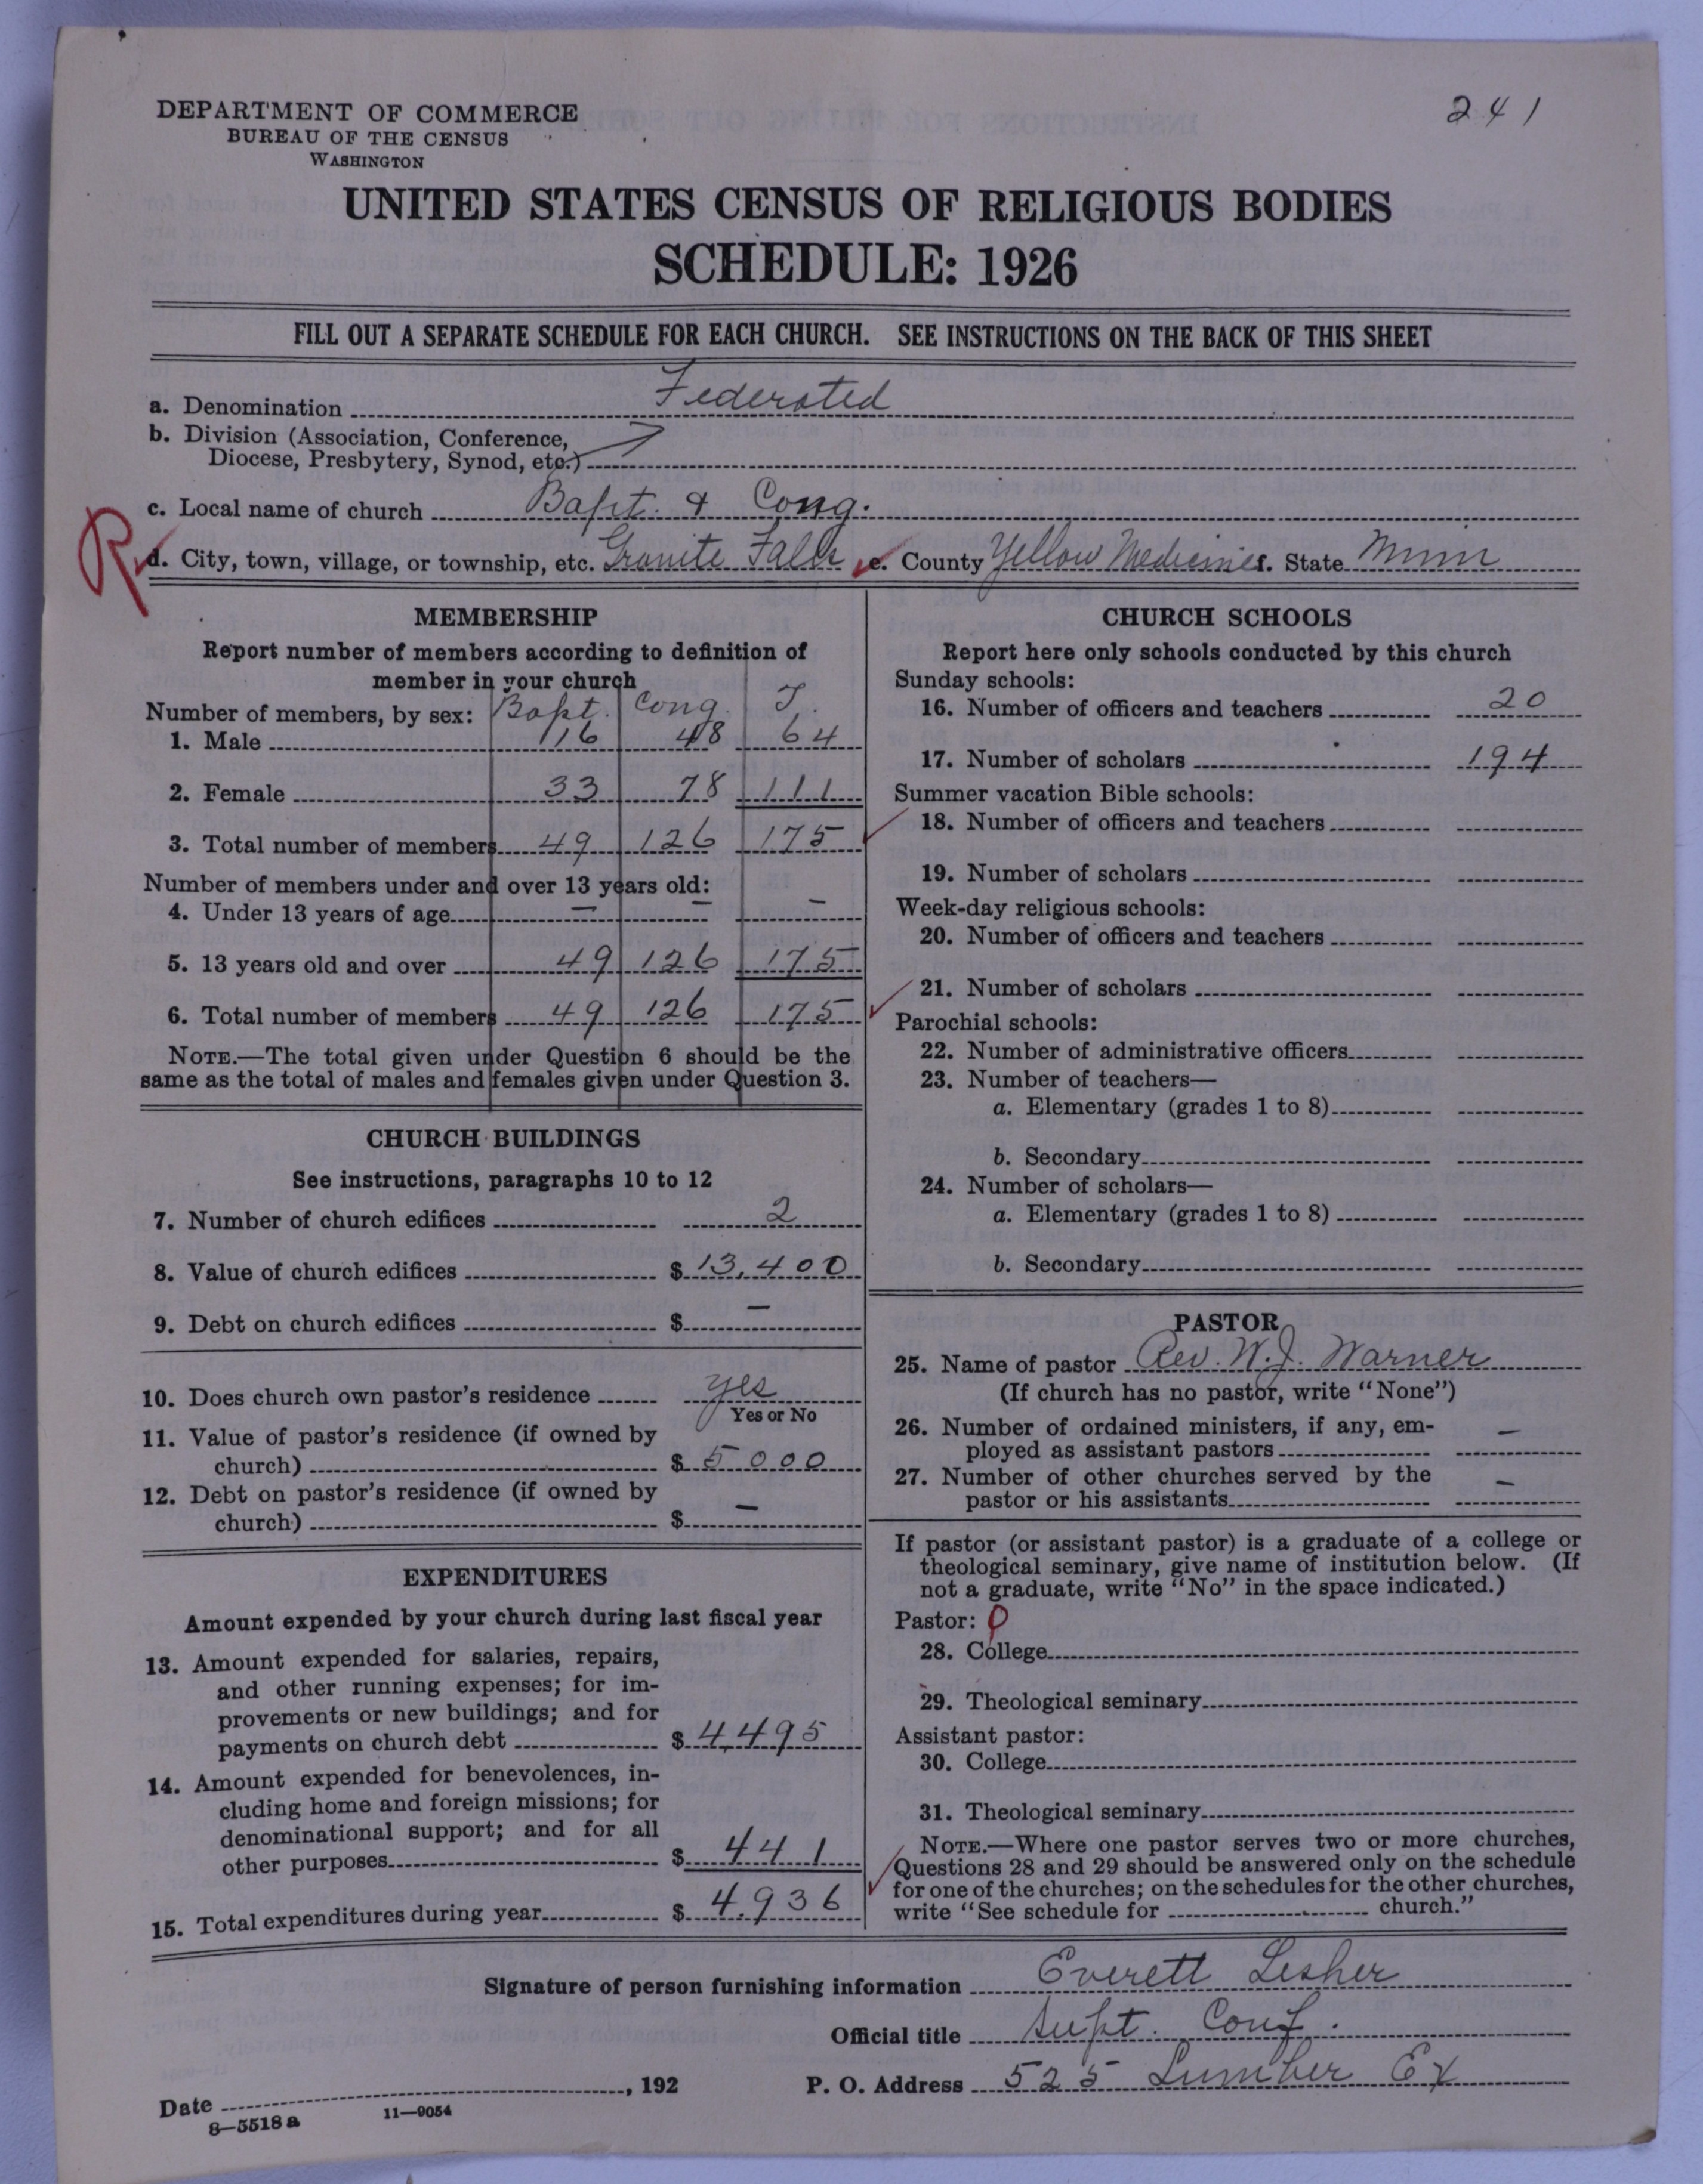 241
DEPARTMENT OF COMMERCE
BUREAU OF THE CENSUS
WASHINGTON
UNITED STATES CENSUS OF RELIGIOUS BODIES
SCHEDULE: 1926
FILL OUT A SEPARATE SCHEDULE FOR EACH CHURCH. SEE INSTRUCTIONS ON THE BACK OF THIS SHEET
a. Denomination Federated
b. Division (Association, Conference,
Diocese, Presbytery, Synod, etc.)
c. Local name of church Bapt. & Cong.
R
d. City, town, village, or township, etc. Granite Falls e. County Yellow Medicine f. State Minn
MEMBERSHIP
Report number of members according to definition of
member in your church
Number of members, by sex: Bapt. Cong. T.
1. Male 16 48 64
2. Female 33 78 111
3. Total number of members 49 126 175
Number of members under and over 13 years old:
4. Under 13 years of age — — —
5. 13 years old and over 49 126 175
6. Total number of members 49 126 175
NOTE.—The total given under Question 6 should be the
same as the total of males and females given under Question 3.
CHURCH BUILDINGS
See instructions, paragraphs 10 to 12
7. Number of church edifices 2
8. Value of church edifices $ 13,400
9. Debt on church edifices $ —
10. Does church own pastor's residence yes
Yes or No
11. Value of pastor's residence (if owned by
church) $ 5000
12. Debt on pastor's residence (if owned by
church) $ —
EXPENDITURES
Amount expended by your church during last fiscal year
13. Amount expended for salaries, repairs,
and other running expenses; for im-
provements or new buildings; and for
payments on church debt $ 4,495
14. Amount expended for benevolences, in-
cluding home and foreign missions; for
denominational support; and for all
other purposes $ 441
15. Total expenditures during year $ 4,936
CHURCH SCHOOLS
Report here only schools conducted by this church
Sunday schools:
16. Number of officers and teachers 20
17. Number of scholars 194
Summer vacation Bible schools:
18. Number of officers and teachers
19. Number of scholars
Week-day religious schools:
20. Number of officers and teachers
21. Number of scholars
Parochial schools:
22. Number of administrative officers
23. Number of teachers—
a. Elementary (grades 1 to 8)
b. Secondary
24. Number of scholars—
a. Elementary (grades 1 to 8)
b. Secondary
PASTOR
25. Name of pastor Rev. W. J. Warner
(If church has no pastor, write "None")
26. Number of ordained ministers, if any, em-
ployed as assistant pastors —
27. Number of other churches served by the
pastor or his assistants —
If pastor (or assistant pastor) is a graduate of a college or
theological seminary, give name of institution below. (If
not a graduate, write "No" in the space indicated.)
Pastor:
28. College
29. Theological seminary
Assistant pastor:
30. College
31. Theological seminary
NOTE.—Where one pastor serves two or more churches,
Questions 28 and 29 should be answered only on the schedule
for one of the churches; on the schedules for the other churches,
write "See schedule for church."
Signature of person furnishing information Everett Lesher
Official title Supt. Conf.
Date , 192 P. O. Address 525 Lumber Ex
8—5518a 11—9054